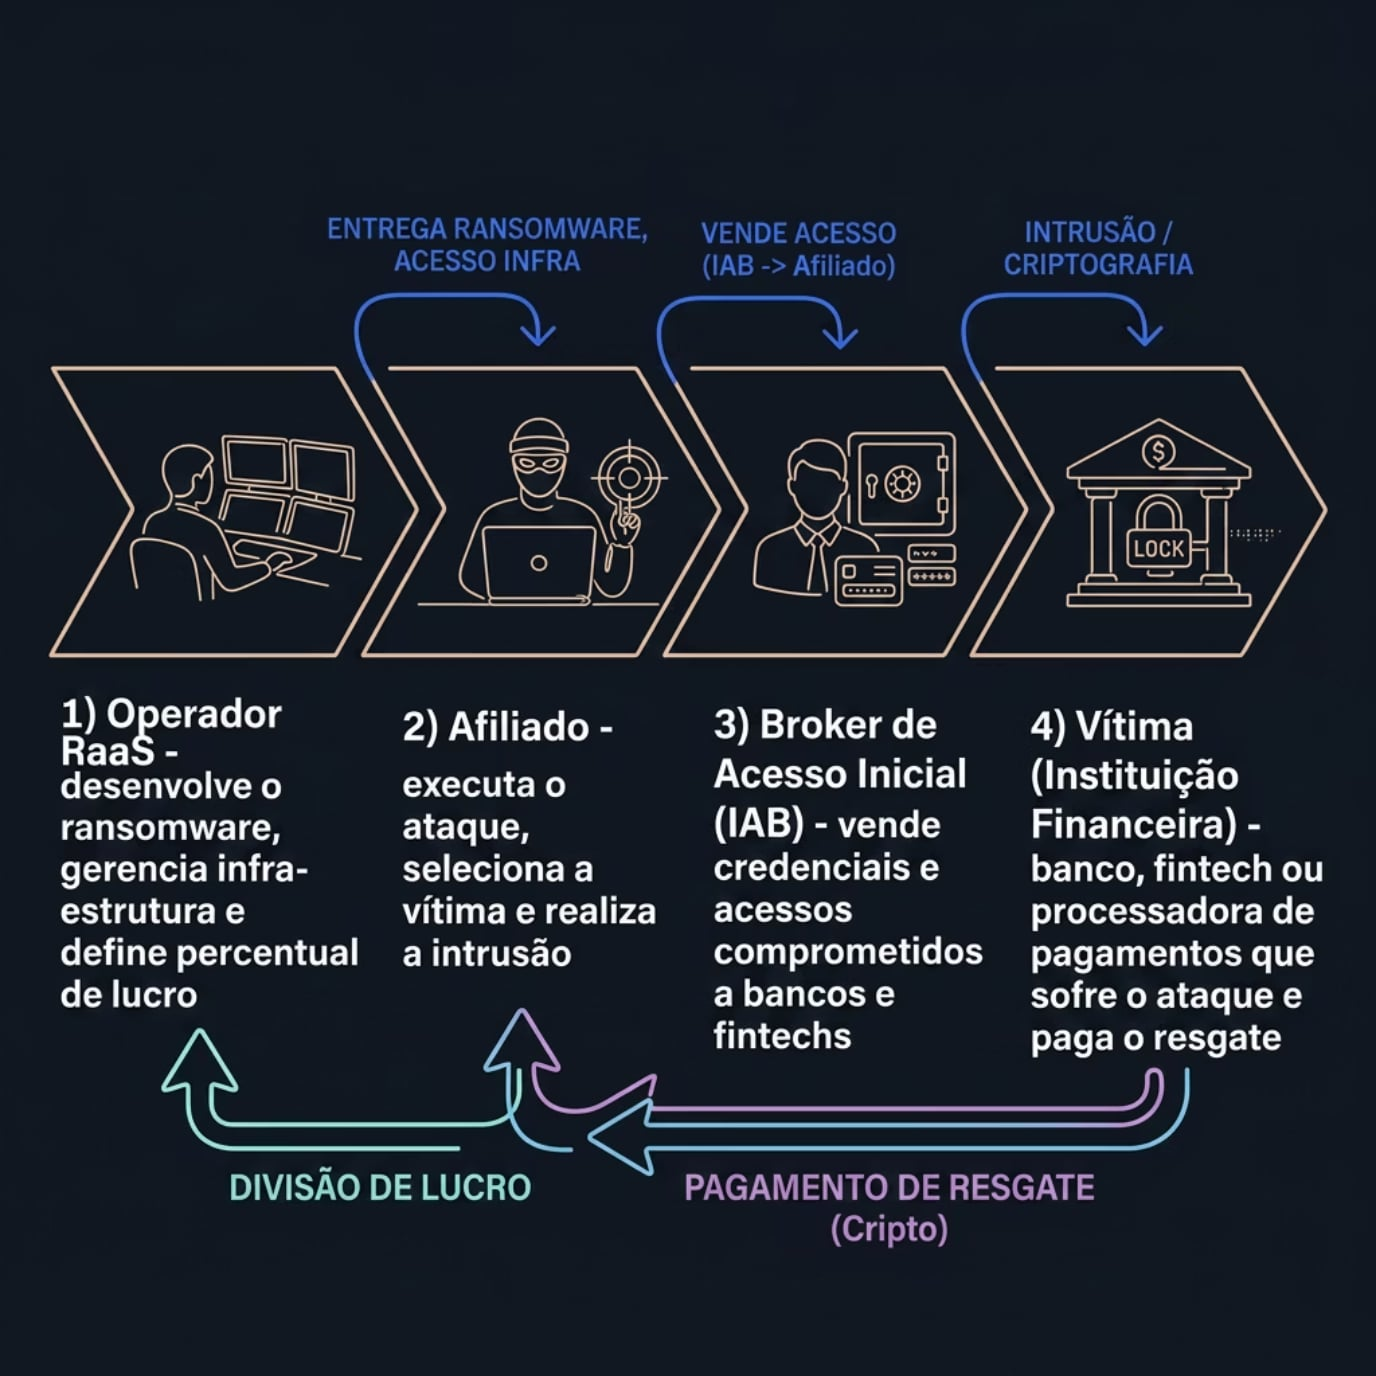 ENTREGA RANSOMWARE,
ACESSO INFRA
VENDE ACESSO
(IAB -> Afiliado)
INTRUSÃO /
CRIPTOGRAFIA
$
LOCK
1) Operador
RaaS -
desenvolve o
ransomware,
gerencia infra-
estrutura e
define percentual
de lucro
2) Afiliado -
executa o
ataque,
seleciona a
vítima e realiza
a intrusão
3) Broker de
Acesso Inicial
(IAB) - vende
credenciais e
acessos
comprometidos
a bancos e
fintechs
4) Vítima
(Instituição
Financeira) -
banco, fintech ou
processadora de
pagamentos que
sofre o ataque e
paga o resgate
DIVISÃO DE LUCRO
PAGAMENTO DE RESGATE
(Cripto)